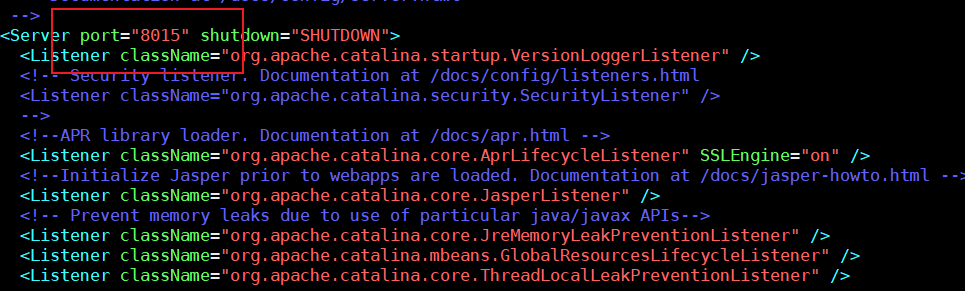 -->
<Server port="8015" shutdown="SHUTDOWN">
<Listener className="org.apache.catalina.startup.VersionLoggerListener" />
<!-- Security listener. Documentation at /docs/config/listeners.html
<Listener className="org.apache.catalina.security.SecurityListener" />
-->
<!--APR library loader. Documentation at /docs/apr.html -->
<Listener className="org.apache.catalina.core.AprLifecycleListener" SSLEngine="on" />
<!--Initialize Jasper prior to webapps are loaded. Documentation at /docs/jasper-howto.html -->
<Listener className="org.apache.catalina.core.JasperListener" />
<!-- Prevent memory leaks due to use of particular java/javax APIs-->
<Listener className="org.apache.catalina.core.JreMemoryLeakPreventionListener" />
<Listener className="org.apache.catalina.mbeans.GlobalResourcesLifecycleListener" />
<Listener className="org.apache.catalina.core.ThreadLocalLeakPreventionListener" />